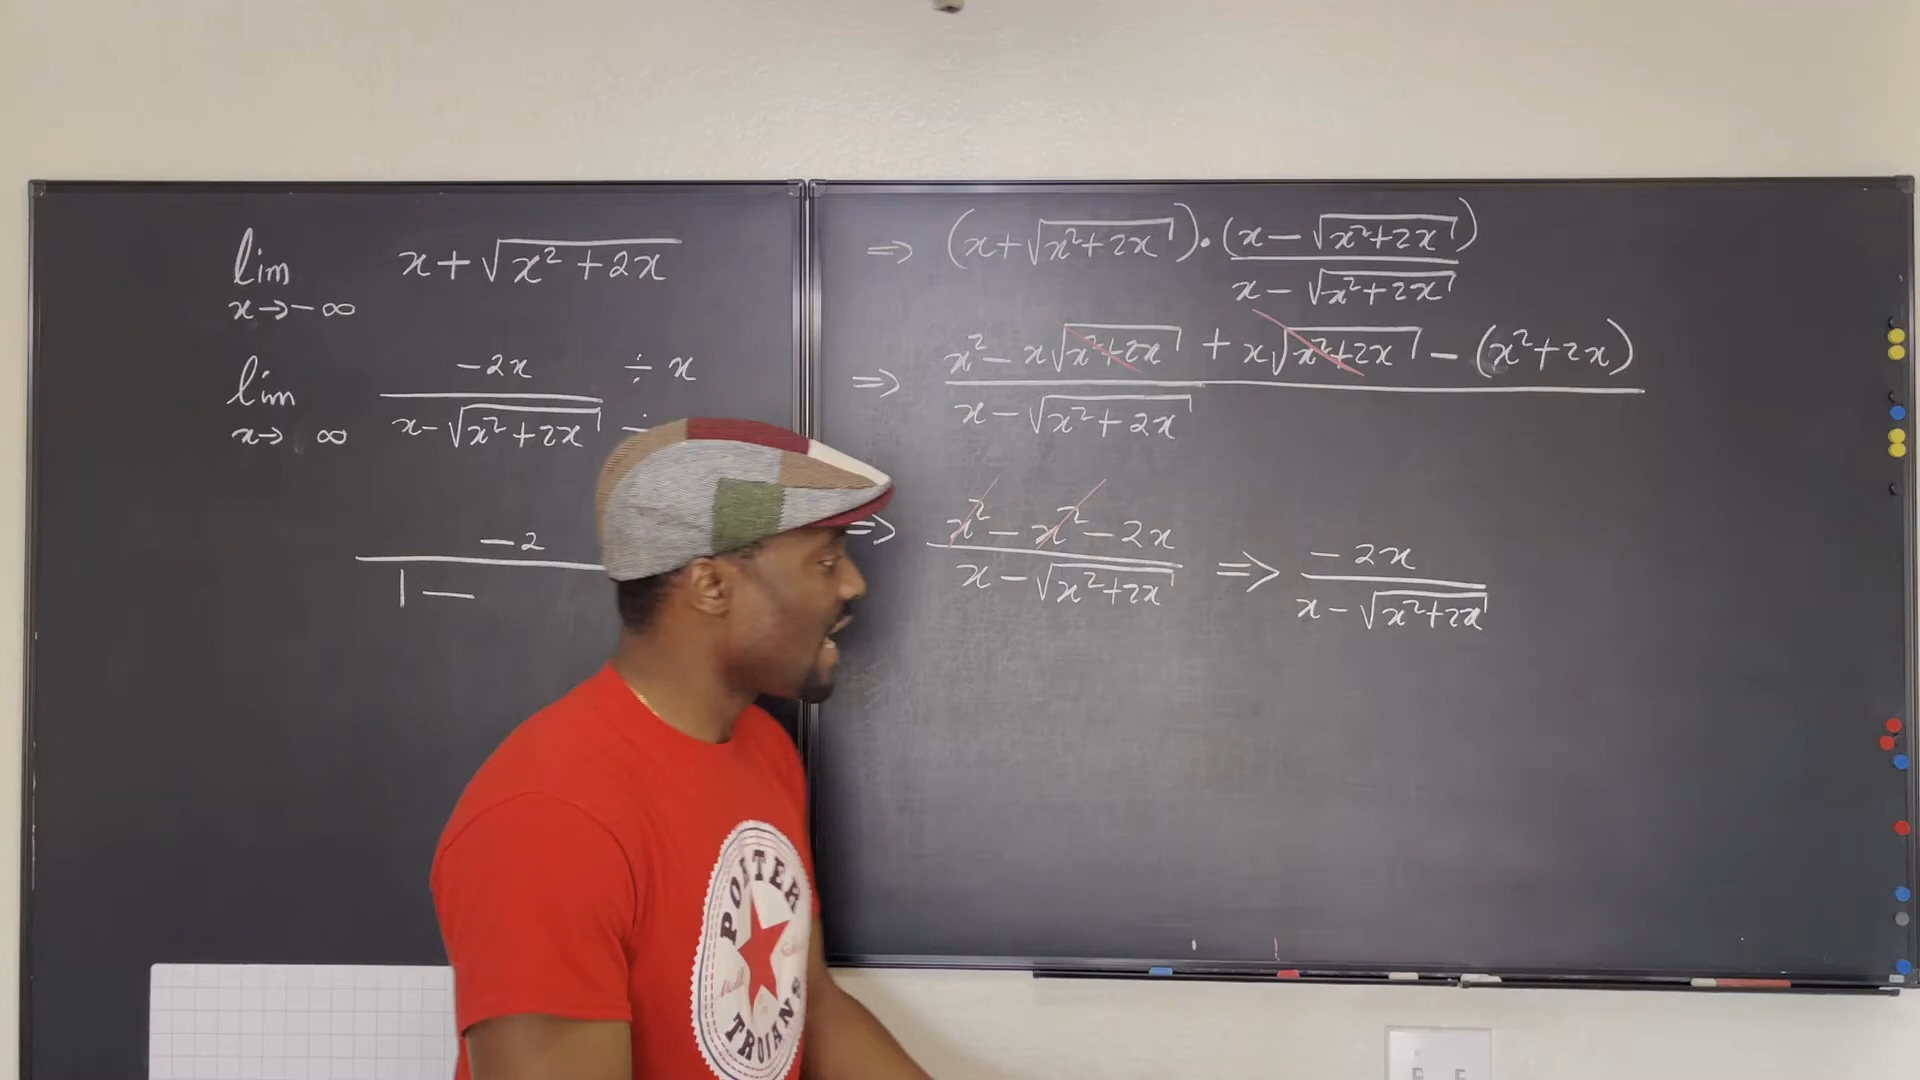 lim x + √(x² + 2x)
x → -∞
lim -2x / (x - √(x² + 2x)) ÷ x ÷
x → ∞
-2
1 -
=> (x + √(x² + 2x)) · (x - √(x² + 2x)) / (x - √(x² + 2x))
=> (x² - x√(x² + 2x) + x√(x² + 2x) - (x² + 2x)) / (x - √(x² + 2x))
=> (x² - x² - 2x) / (x - √(x² + 2x)) => -2x / (x - √(x² + 2x))
PORTER
TROJANS